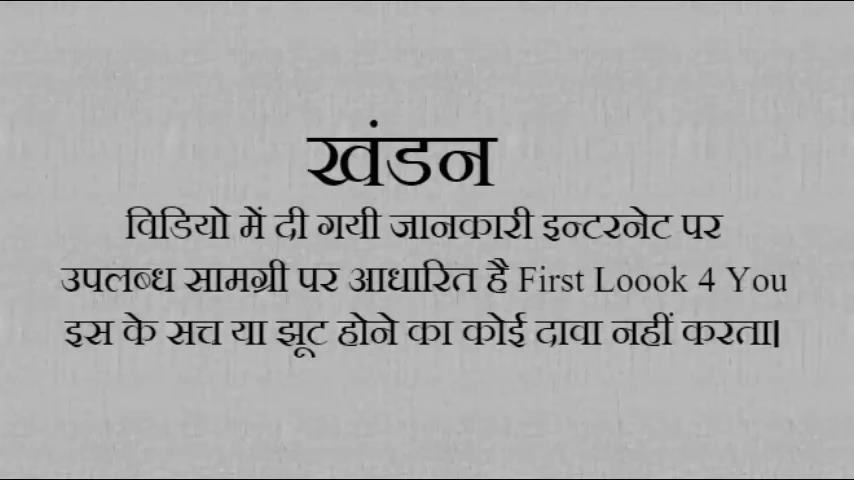 खंडन
विडियो में दी गयी जानकारी इन्टरनेट पर
उपलब्ध सामग्री पर आधारित है First Loook 4 You
इस के सच या झूट होने का कोई दावा नहीं करता।